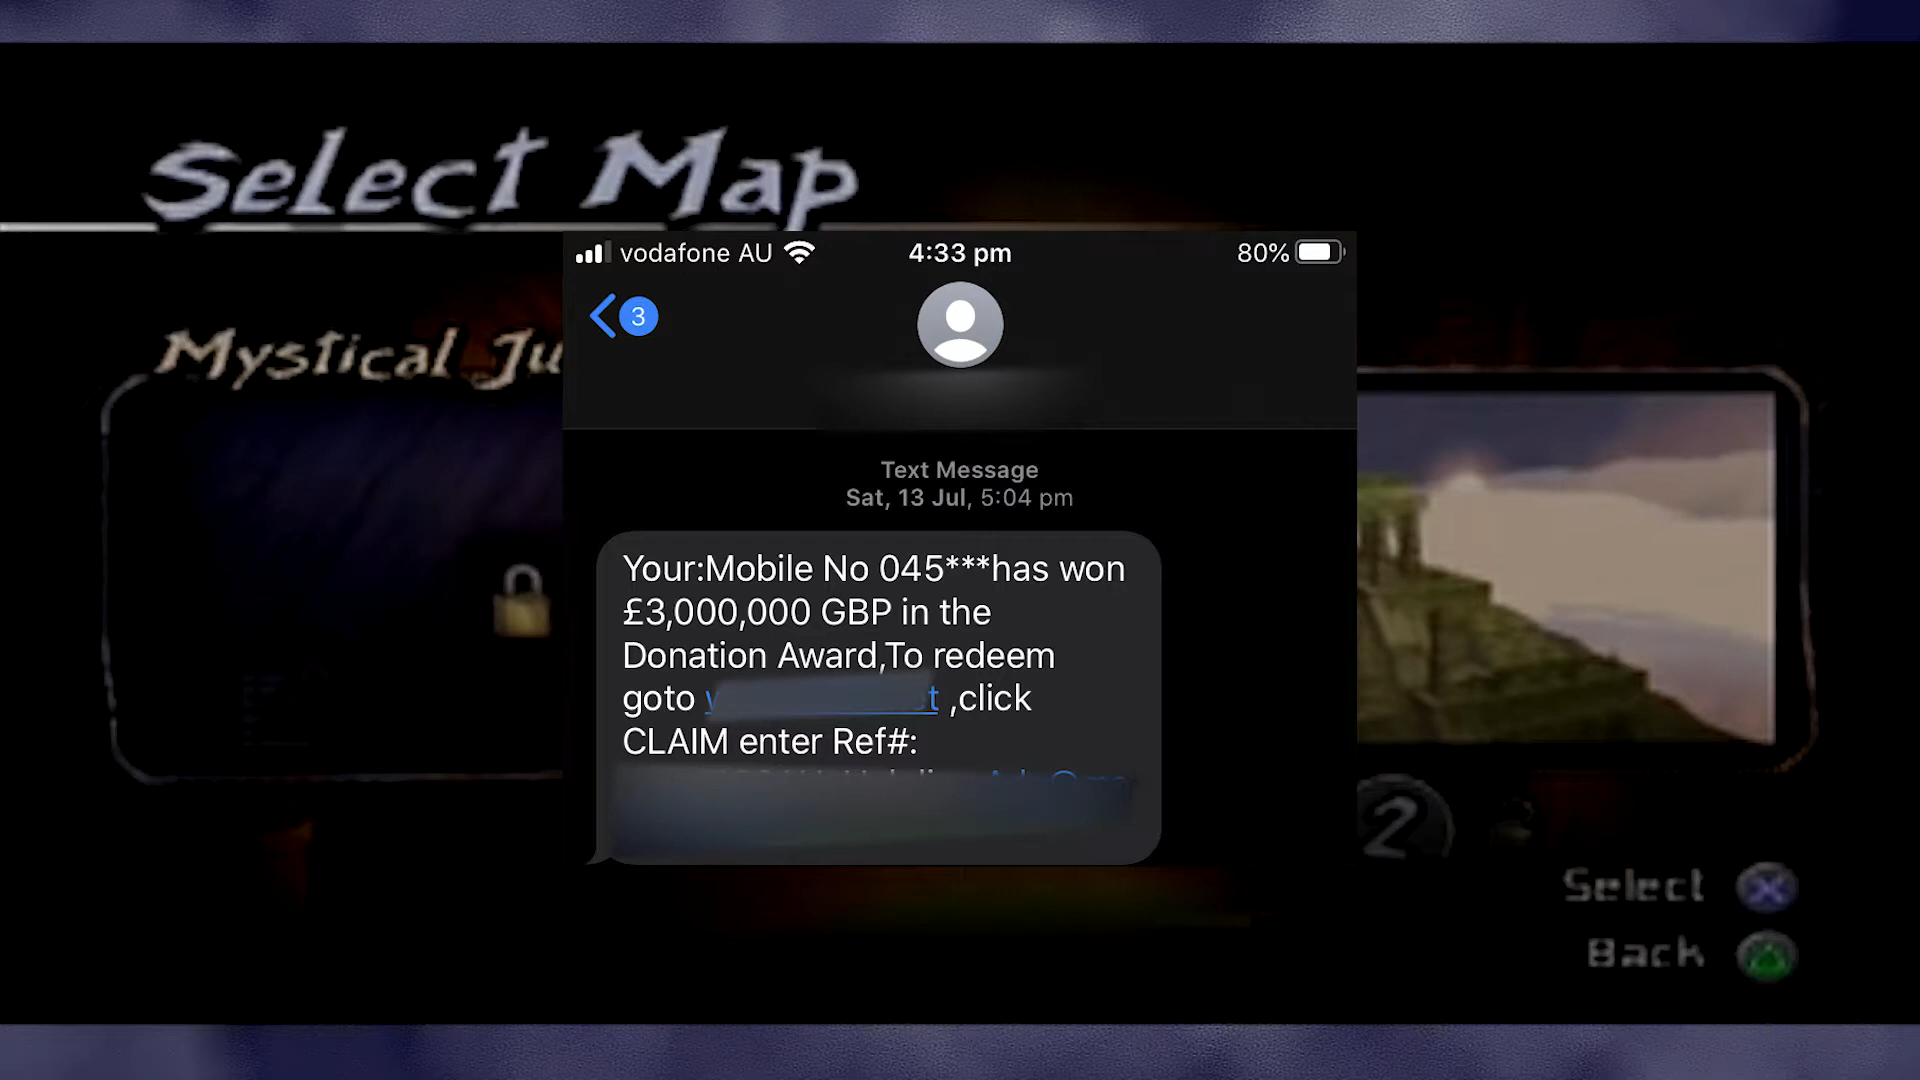 Select Map
vodafone AU
4:33 pm
80%
3
Mystical
Text Message
Sat, 13 Jul, 5:04 pm
Your:Mobile No 045***has won
£3,000,000 GBP in the
Donation Award,To redeem
goto ,click
CLAIM enter Ref#:
2
Select
Back